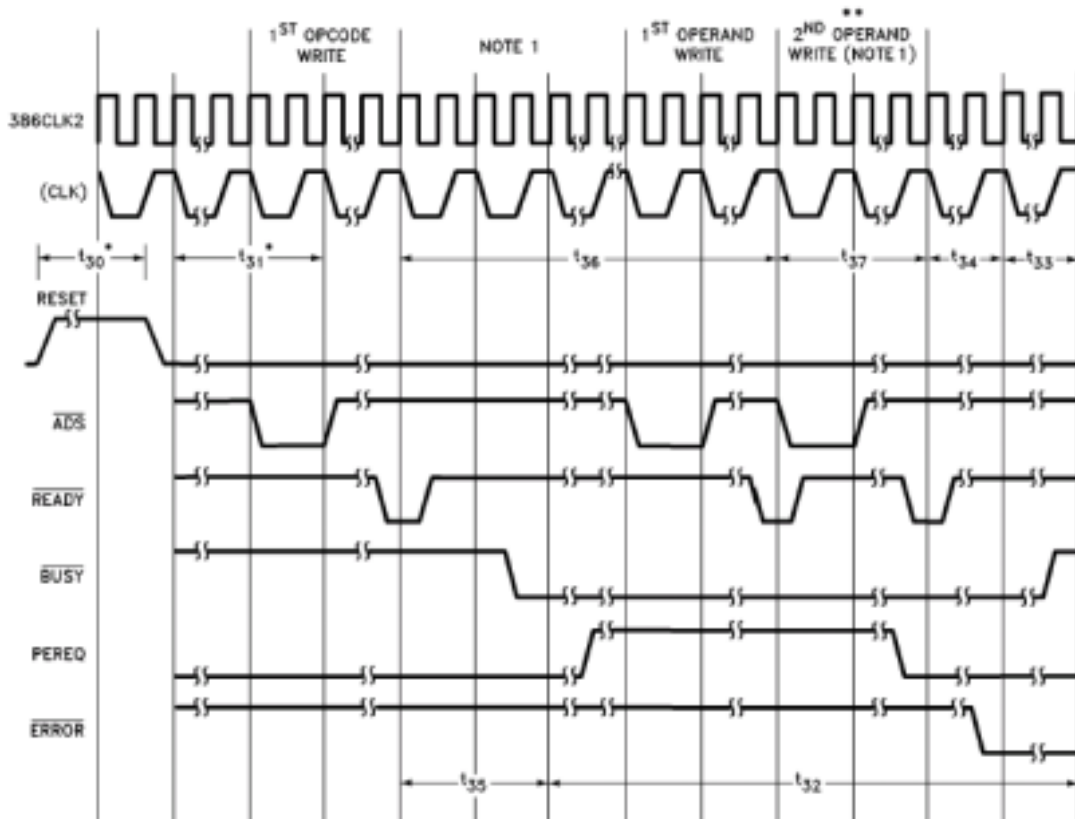 **
1ST OPCODE WRITE
NOTE 1
1ST OPERAND WRITE
2ND OPERAND WRITE (NOTE 1)
386CLK2
(CLK)
t30*
t31*
t36
t37
t34
t33
RESET
ADS
READY
BUSY
PEREQ
ERROR
t35
t32